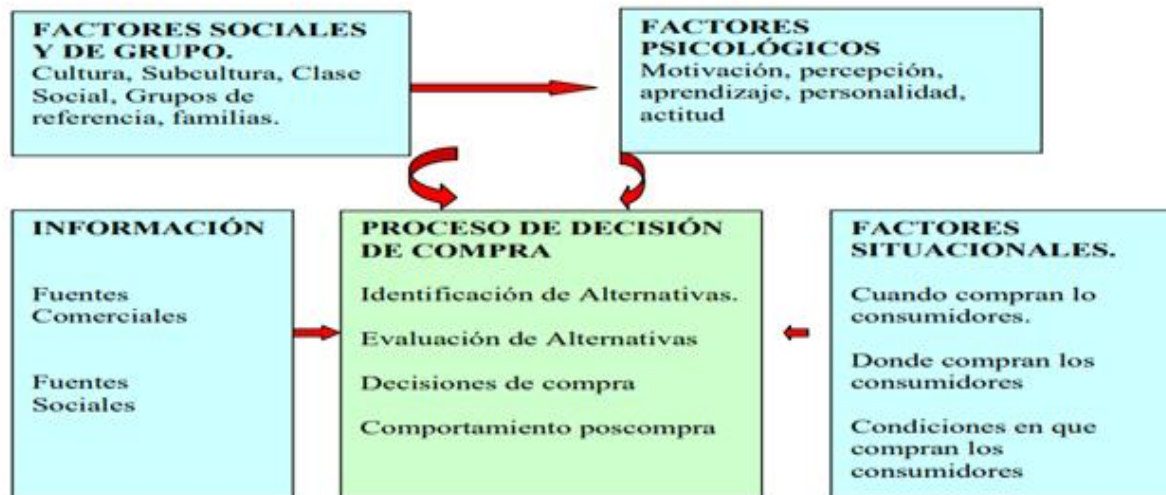 FACTORES SOCIALES
Y DE GRUPO.
Cultura, Subcultura, Clase
Social, Grupos de
referencia, familias.
FACTORES
PSICOLÓGICOS
Motivación, percepción,
aprendizaje, personalidad,
actitud
INFORMACIÓN
Fuentes
Comerciales
Fuentes
Sociales
PROCESO DE DECISIÓN
DE COMPRA
Identificación de Alternativas.
Evaluación de Alternativas
Decisiones de compra
Comportamiento poscompra
FACTORES
SITUACIONALES.
Cuando compran lo
consumidores.
Donde compran los
consumidores
Condiciones en que
compran los
consumidores